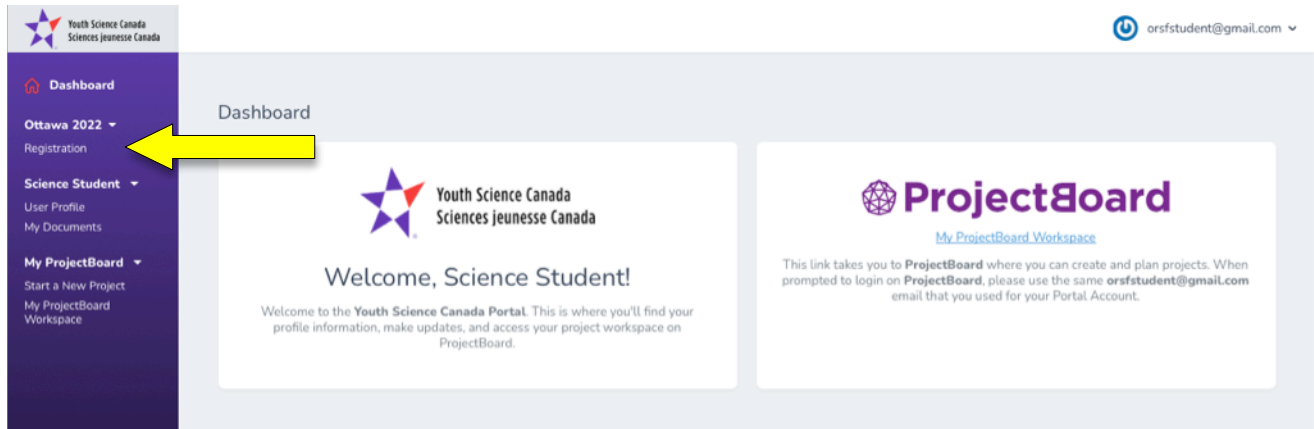 Youth Science Canada
Sciences jeunesse Canada
orsfstudent@gmail.com
Dashboard
Ottawa 2022
Registration
Science Student
User Profile
My Documents
My ProjectBoard
Start a New Project
My ProjectBoard
Workspace
Dashboard
Youth Science Canada
Sciences jeunesse Canada
Welcome, Science Student!
Welcome to the Youth Science Canada Portal. This is where you'll find your
profile information, make updates, and access your project workspace on
ProjectBoard.
ProjectBoard
My ProjectBoard Workspace
This link takes you to ProjectBoard where you can create and plan projects. When
prompted to login on ProjectBoard, please use the same orsfstudent@gmail.com
email that you used for your Portal Account.